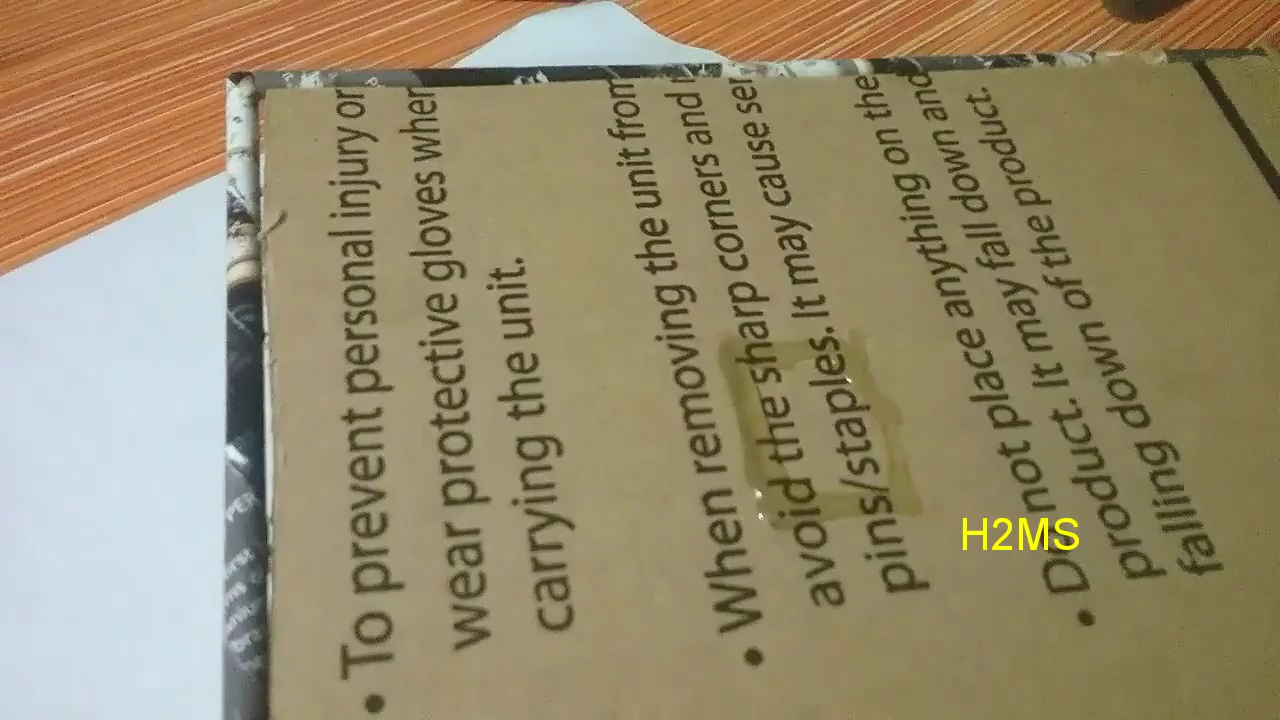 • To prevent personal injury or
wear protective gloves when
carrying the unit.
• When removing the unit from
avoid the sharp corners and
pins/staples. It may cause ser
• Do not place anything on the
product. It may fall down and
falling down of the product.
H2MS
PER